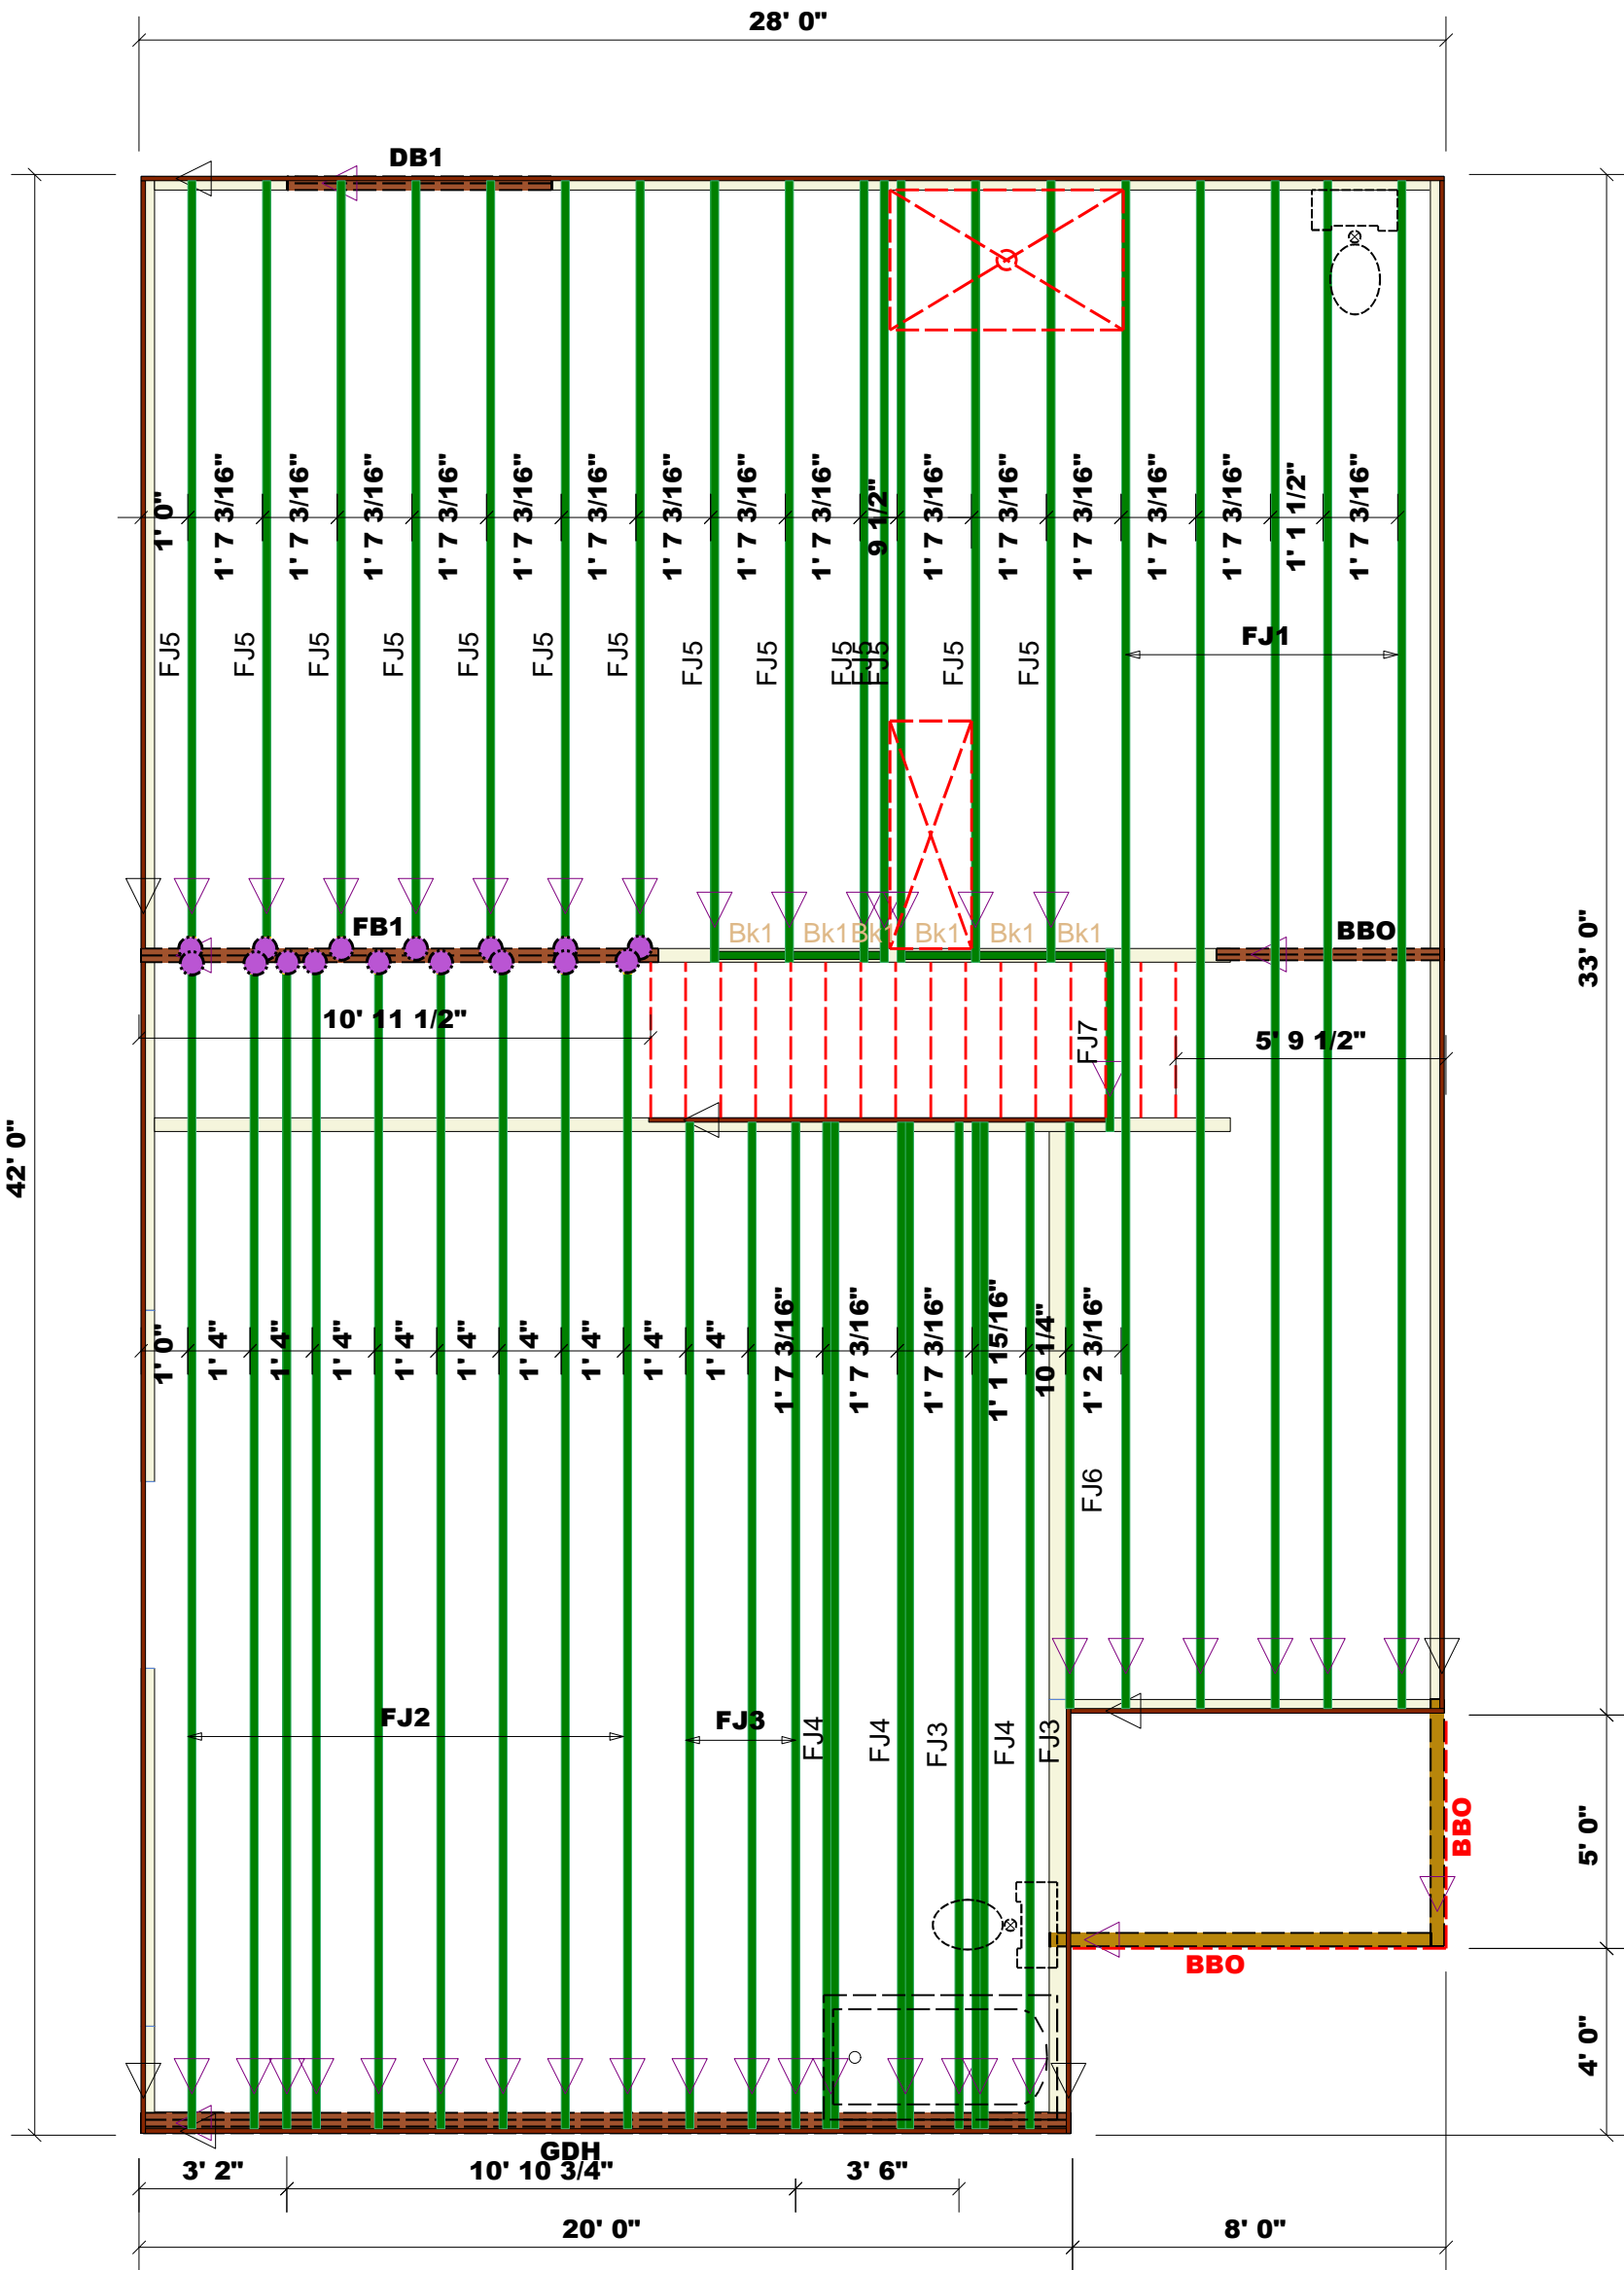 28' 0"
DB1
1' 0"
1' 7 3/16"
1' 7 3/16"
1' 7 3/16"
1' 7 3/16"
1' 7 3/16"
1' 7 3/16"
1' 7 3/16"
1' 7 3/16"
1' 7 3/16"
9 1/2"
1' 7 3/16"
1' 7 3/16"
1' 7 3/16"
1' 7 3/16"
1' 7 3/16"
1' 1 1/2"
1' 7 3/16"
FJ5
FJ5
FJ5
FJ5
FJ5
FJ5
FJ5
FJ5
FJ5
FJ5
FJ5
FJ5
FJ5
FJ5
FJ1
FB1
Bk1
Bk1
Bk1
Bk1
Bk1
Bk1
BBO
33' 0"
10' 11 1/2"
FJ7
5' 9 1/2"
42' 0"
1' 0"
1' 4"
1' 4"
1' 4"
1' 4"
1' 4"
1' 4"
1' 4"
1' 4"
1' 4"
1' 7 3/16"
1' 7 3/16"
1' 7 3/16"
1' 1 15/16"
10 1/4"
1' 2 3/16"
FJ6
FJ2
FJ3
FJ4
FJ4
FJ3
FJ4
FJ3
BBO
5' 0"
BBO
4' 0"
GDH
3' 2"
10' 10 3/4"
3' 6"
20' 0"
8' 0"